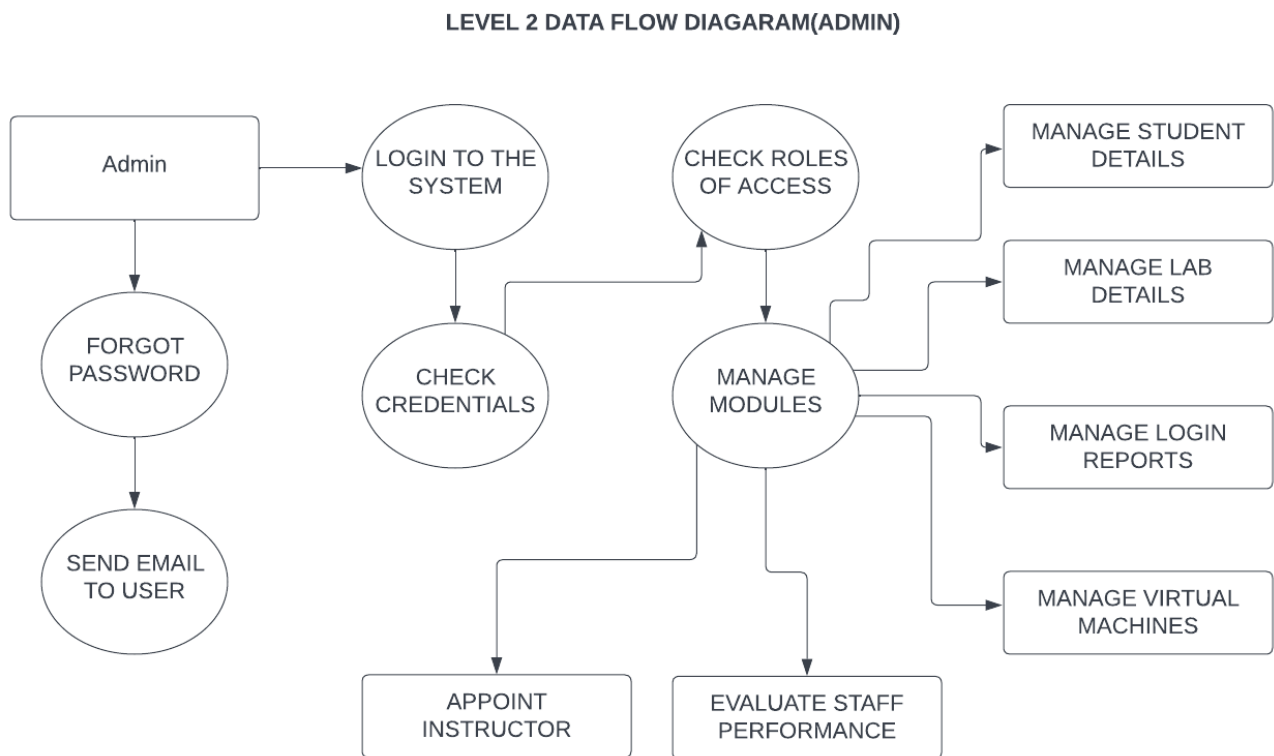 LEVEL 2 DATA FLOW DIAGARAM(ADMIN)
Admin
LOGIN TO THE
SYSTEM
CHECK ROLES
OF ACCESS
MANAGE STUDENT
DETAILS
MANAGE LAB
DETAILS
FORGOT
PASSWORD
CHECK
CREDENTIALS
MANAGE
MODULES
MANAGE LOGIN
REPORTS
SEND EMAIL
TO USER
MANAGE VIRTUAL
MACHINES
APPOINT
INSTRUCTOR
EVALUATE STAFF
PERFORMANCE